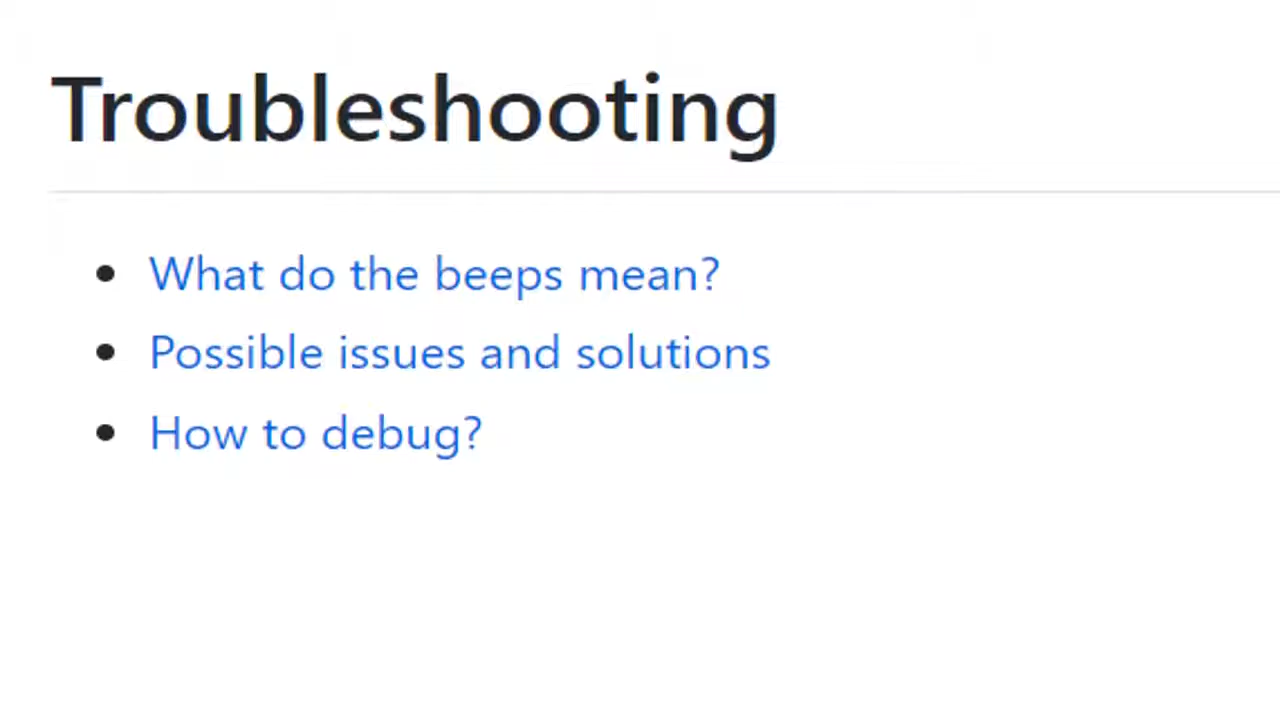 Troubleshooting
What do the beeps mean?
Possible issues and solutions
How to debug?